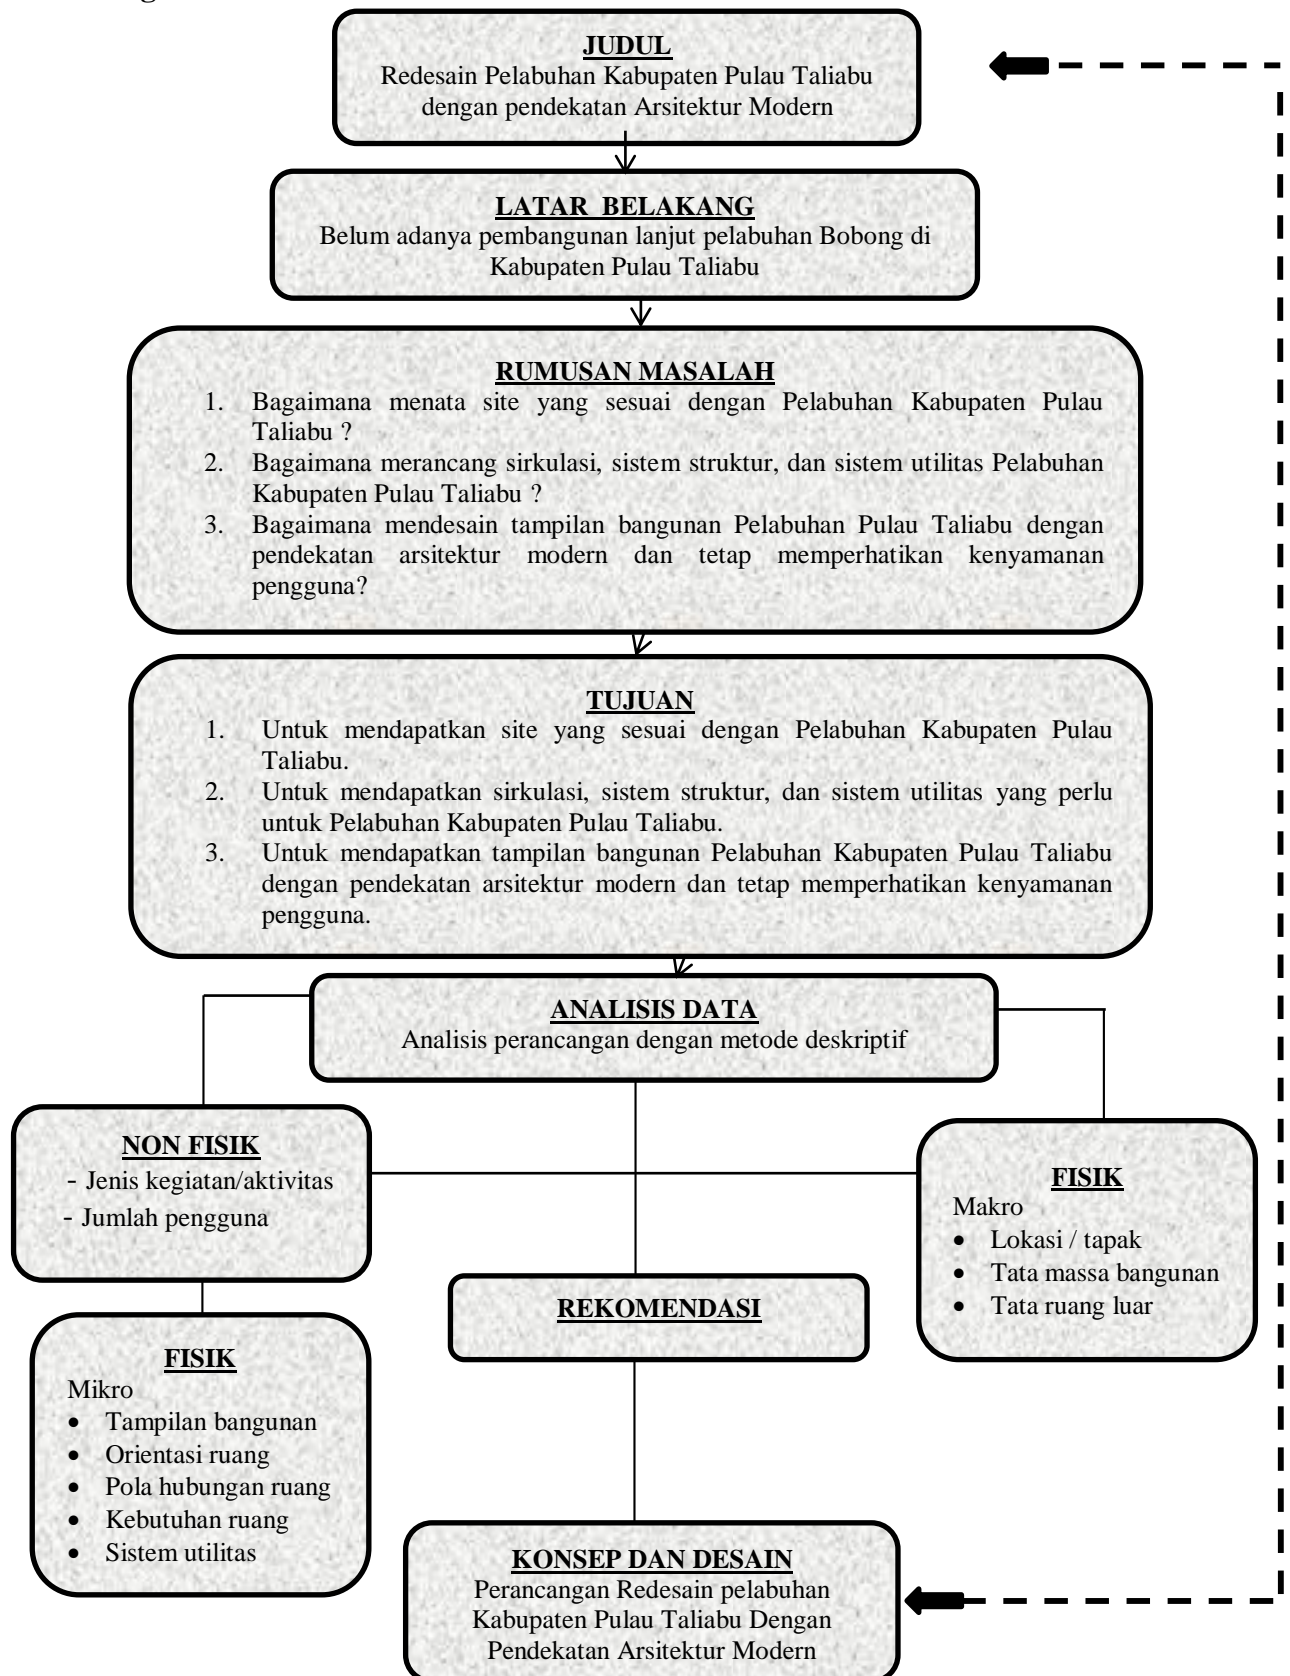 JUDUL
Redesain Pelabuhan Kabupaten Pulau Taliabu
dengan pendekatan Arsitektur Modern
LATAR BELAKANG
Belum adanya pembangunan lanjut pelabuhan Bobong di
Kabupaten Pulau Taliabu
RUMUSAN MASALAH
1. Bagaimana menata site yang sesuai dengan Pelabuhan Kabupaten Pulau
Taliabu ?
2. Bagaimana merancang sirkulasi, sistem struktur, dan sistem utilitas Pelabuhan
Kabupaten Pulau Taliabu ?
3. Bagaimana mendesain tampilan bangunan Pelabuhan Pulau Taliabu dengan
pendekatan arsitektur modern dan tetap memperhatikan kenyamanan
pengguna?
TUJUAN
1. Untuk mendapatkan site yang sesuai dengan Pelabuhan Kabupaten Pulau
Taliabu.
2. Untuk mendapatkan sirkulasi, sistem struktur, dan sistem utilitas yang perlu
untuk Pelabuhan Kabupaten Pulau Taliabu.
3. Untuk mendapatkan tampilan bangunan Pelabuhan Kabupaten Pulau Taliabu
dengan pendekatan arsitektur modern dan tetap memperhatikan kenyamanan
pengguna.
ANALISIS DATA
Analisis perancangan dengan metode deskriptif
NON FISIK
- Jenis kegiatan/aktivitas
- Jumlah pengguna
FISIK
Makro
• Lokasi / tapak
• Tata massa bangunan
• Tata ruang luar
REKOMENDASI
FISIK
Mikro
• Tampilan bangunan
• Orientasi ruang
• Pola hubungan ruang
• Kebutuhan ruang
• Sistem utilitas
KONSEP DAN DESAIN
Perancangan Redesain pelabuhan
Kabupaten Pulau Taliabu Dengan
Pendekatan Arsitektur Modern